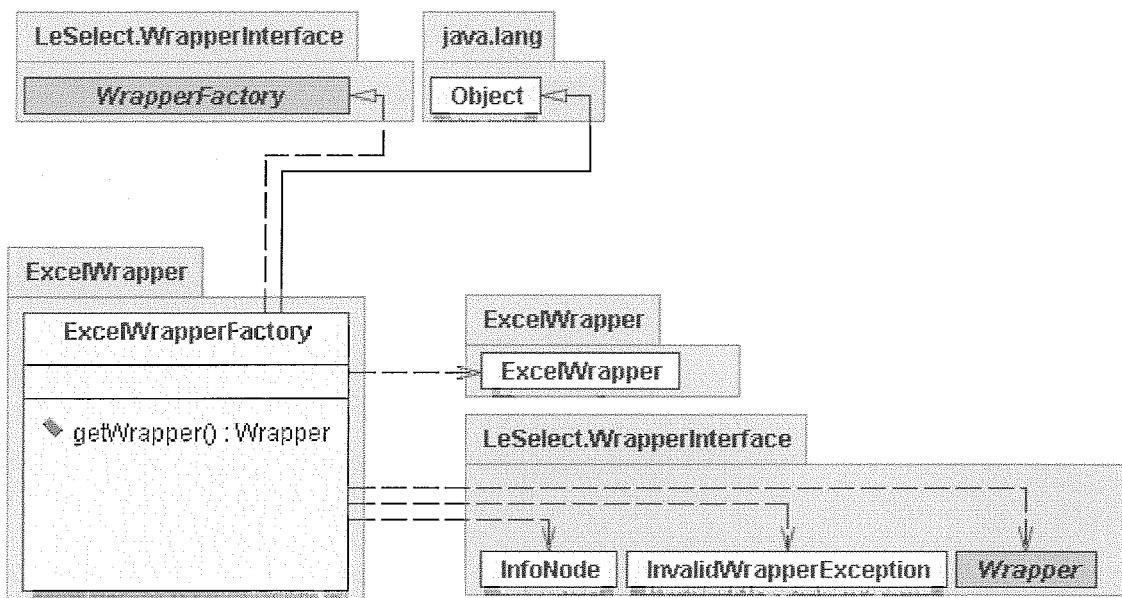 LeSelect.WrapperInterface
java.lang
WrapperFactory
Object
ExcelWrapper
ExcelWrapperFactory
getWrapper() : Wrapper
ExcelWrapper
ExcelWrapper
LeSelect.WrapperInterface
InfoNode
InvalidWrapperException
Wrapper